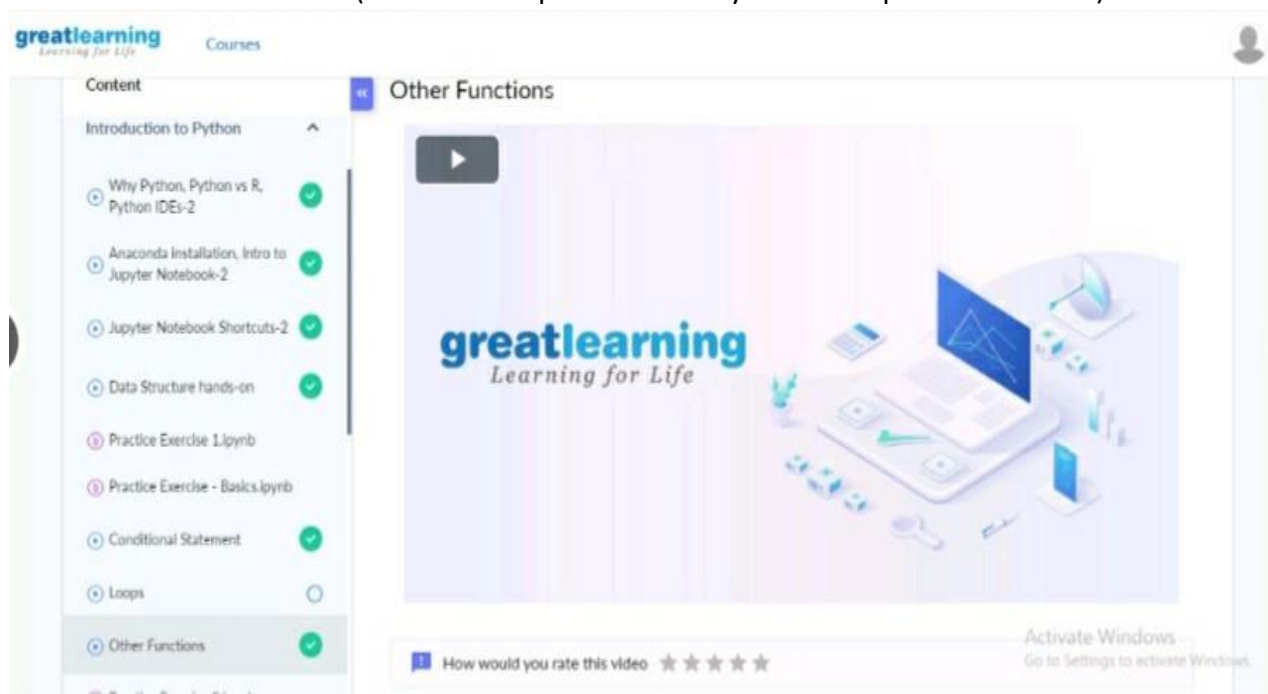 greatlearning
Learning for Life
Courses
Content
Introduction to Python
Why Python, Python vs R,
Python IDEs-2
Anaconda installation, Intro to
Jupyter Notebook-2
Jupyter Notebook Shortcuts-2
Data Structure hands-on
Practice Exercise 1.ipynb
Practice Exercise - Basics.ipynb
Conditional Statement
Loops
Other Functions
Other Functions
greatlearning
Learning for Life
How would you rate this video
Activate Windows
Go to Settings to activate Windows.